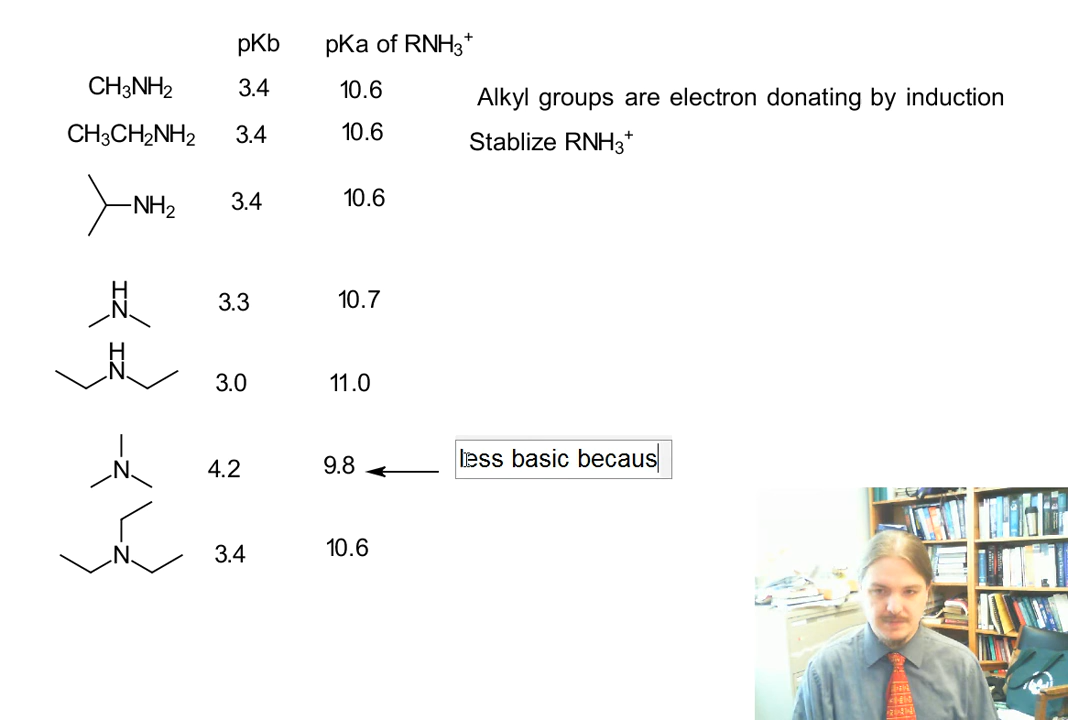 pKb pKa of RNH3+
CH3NH2 3.4 10.6 Alkyl groups are electron donating by induction
CH3CH2NH2 3.4 10.6 Stablize RNH3+
NH2 3.4 10.6
H
N 3.3 10.7
H
N 3.0 11.0
N 4.2 9.8 less basic becaus
N 3.4 10.6